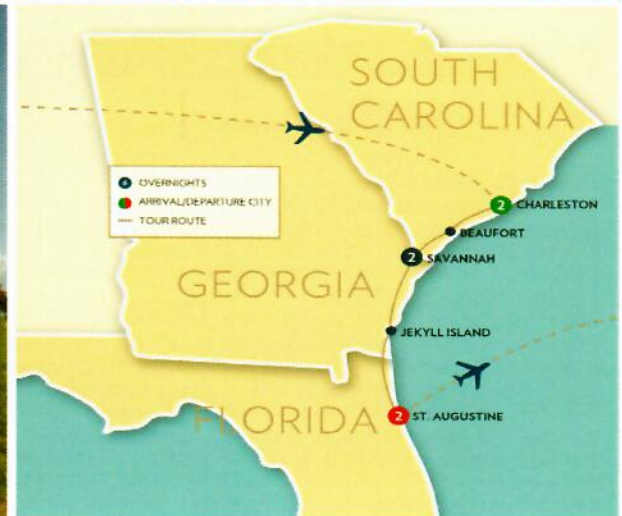 SOUTH
CAROLINA
OVERNIGHTS
ARRIVAL/DEPARTURE CITY
TOUR ROUTE
2 CHARLESTON
BEAUFORT
2 SAVANNAH
GEORGIA
JEKYLL ISLAND
FLORIDA
2 ST. AUGUSTINE